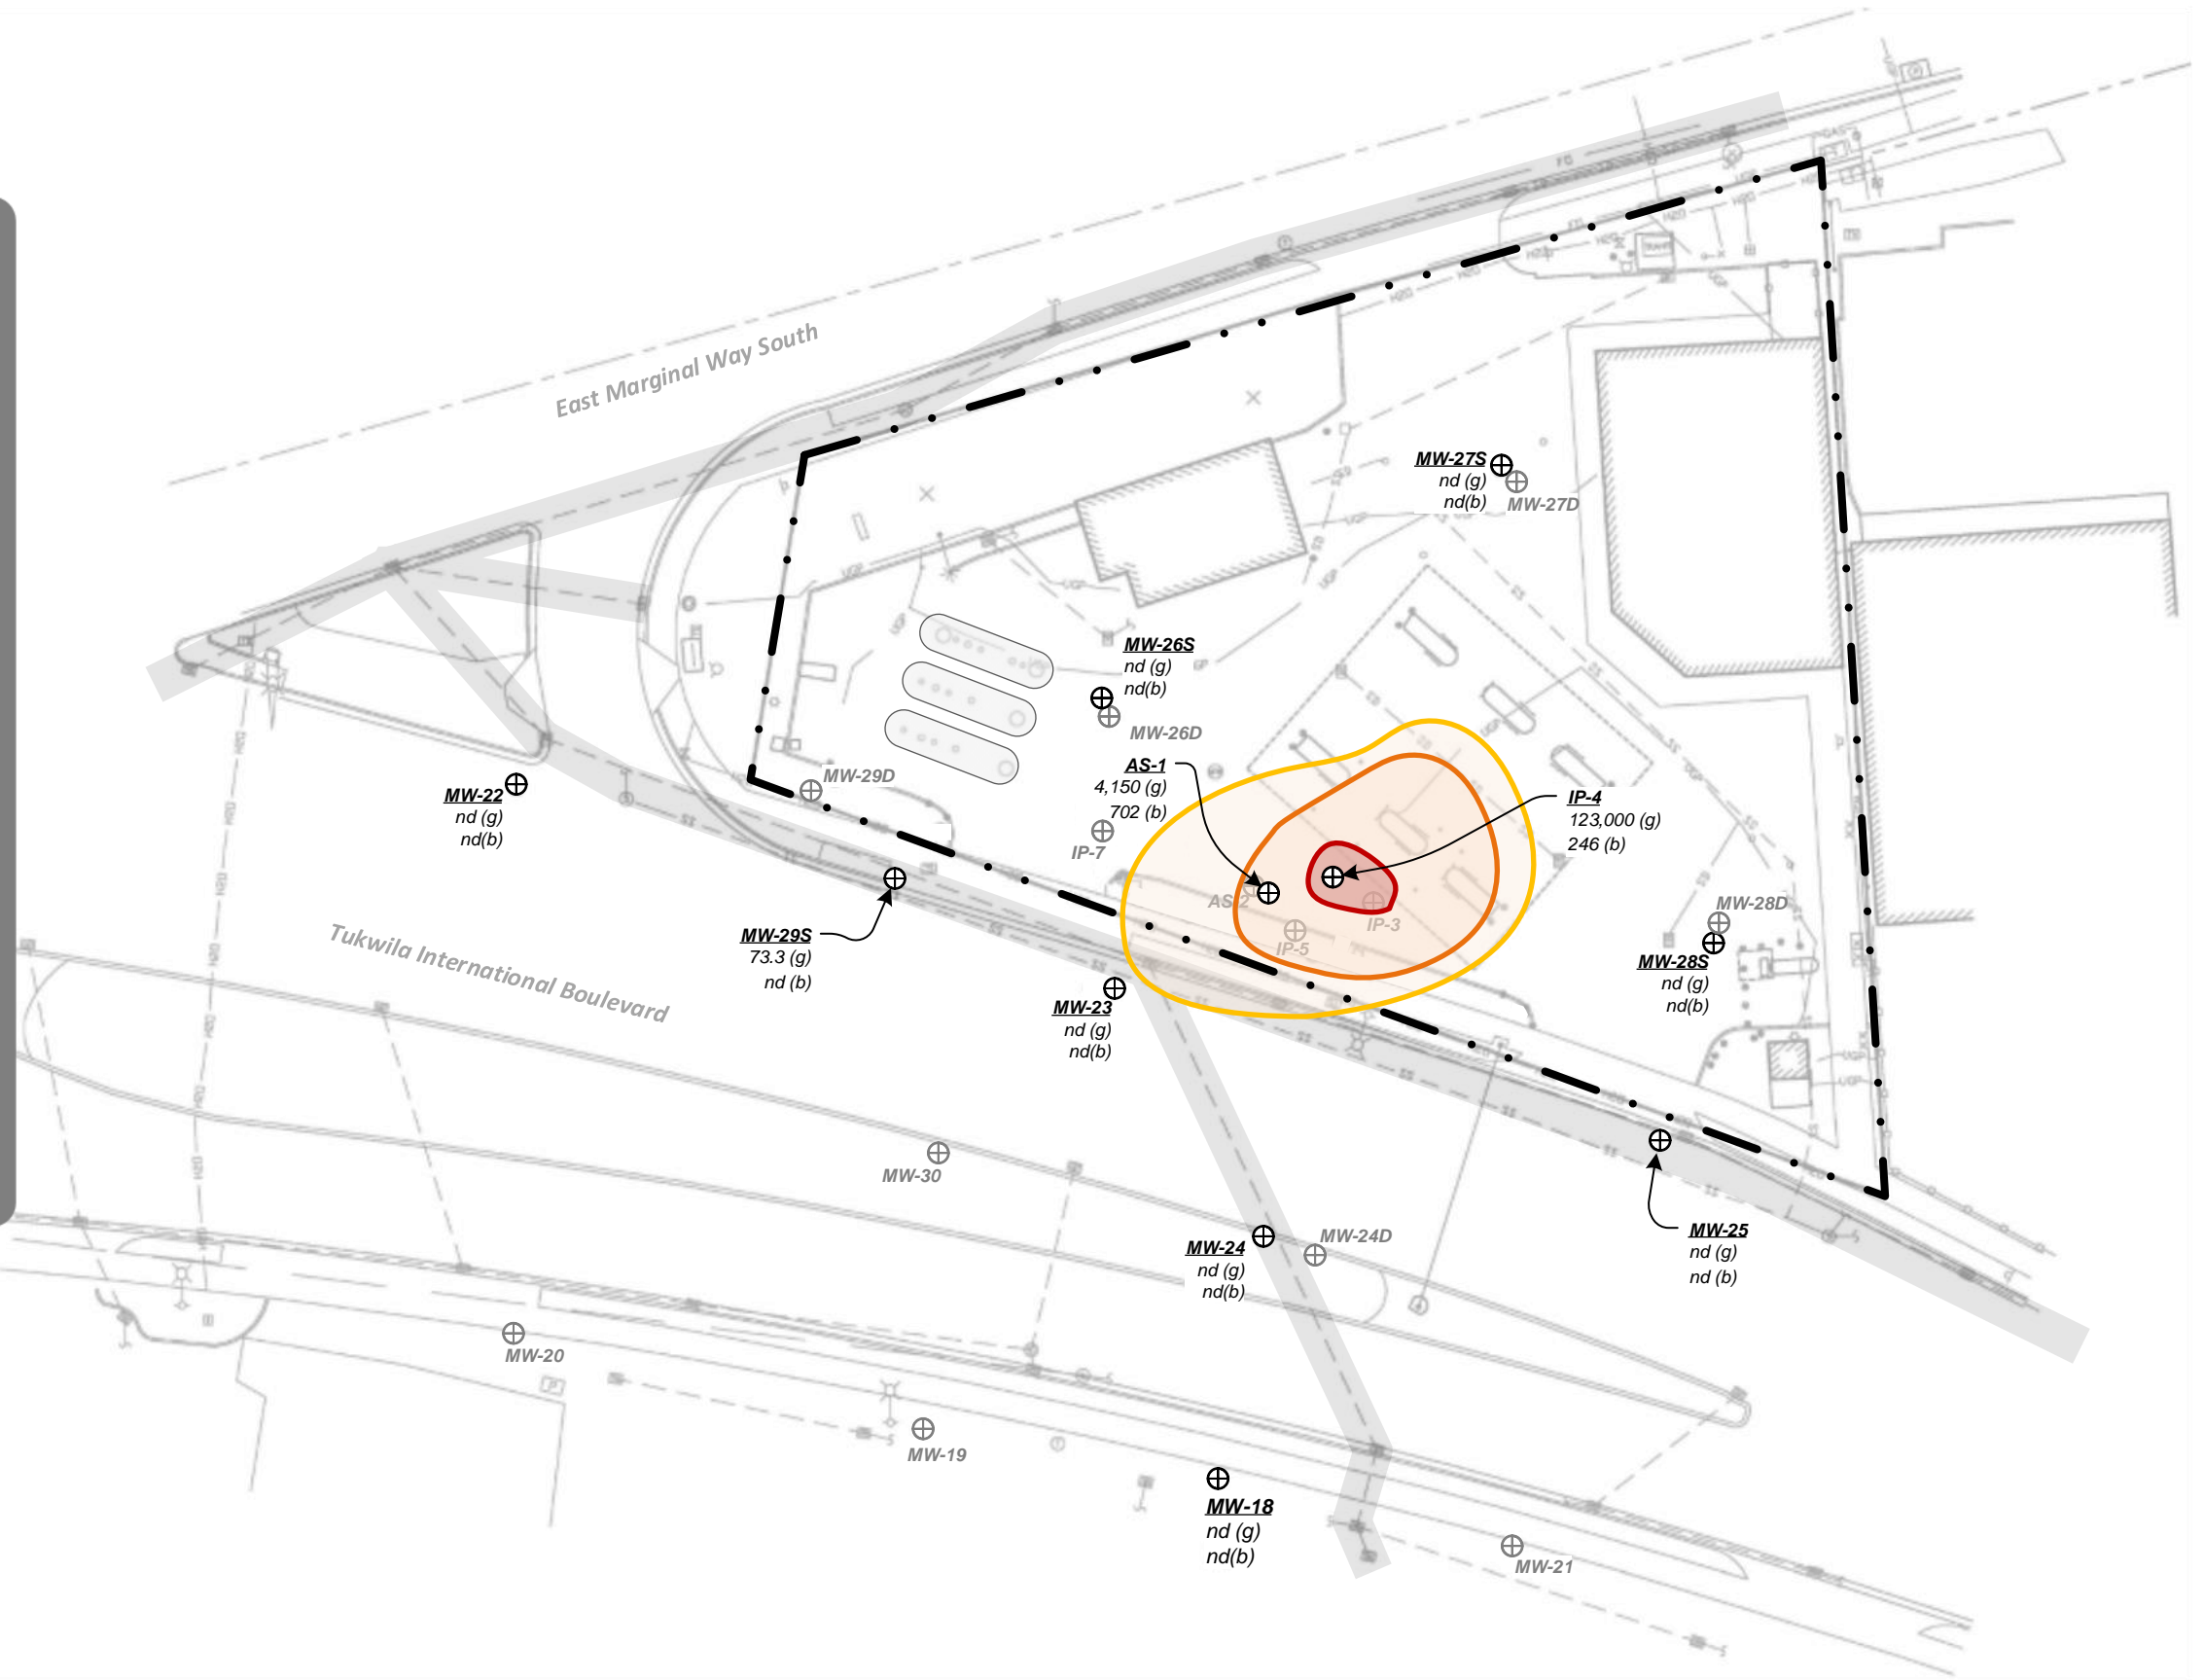 East Marginal Way South
MW-27S
nd (g)
nd(b)
MW-27D
MW-26S
nd (g)
nd(b)
MW-26D
AS-1
4,150 (g)
702 (b)
MW-29D
IP-4
123,000 (g)
246 (b)
MW-22
nd (g)
nd(b)
IP-7
AS-2
IP-3
IP-5
MW-28D
MW-28S
nd (g)
nd(b)
MW-29S
73.3 (g)
nd (b)
Tukwila International Boulevard
MW-23
nd (g)
nd(b)
MW-30
MW-24
nd (g)
nd(b)
MW-24D
MW-25
nd (g)
nd (b)
MW-20
MW-19
MW-18
nd (g)
nd(b)
MW-21